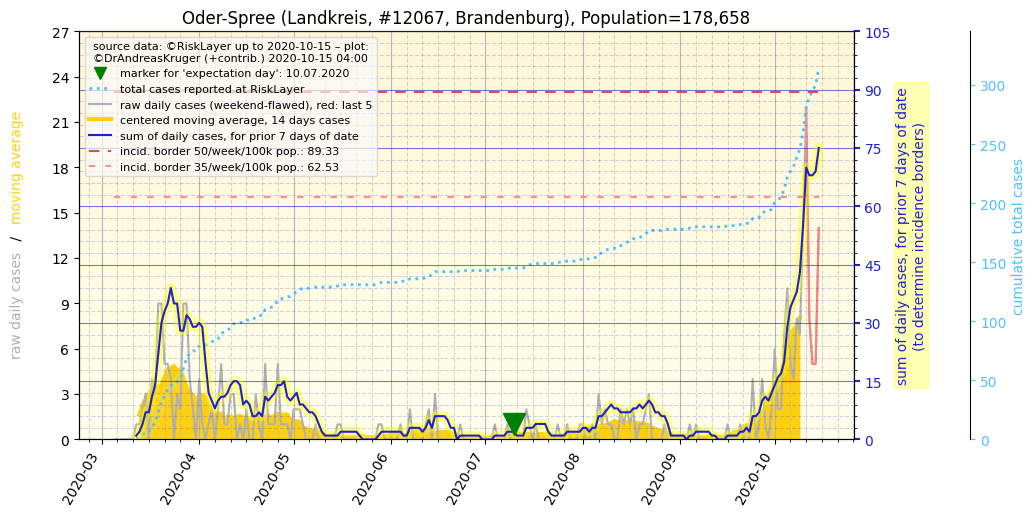 Oder-Spree (Landkreis, #12067, Brandenburg), Population=178,658
source data: ©RiskLayer up to 2020-10-15 – plot:
©DrAndreasKruger (+contrib.) 2020-10-15 04:00
marker for 'expectation day': 10.07.2020
total cases reported at RiskLayer
raw daily cases (weekend-flawed), red: last 5
centered moving average, 14 days cases
sum of daily cases, for prior 7 days of date
incid. border 50/week/100k pop.: 89.33
incid. border 35/week/100k pop.: 62.53
raw daily cases / moving average
27
24
21
18
15
12
9
6
3
0
2020-03
2020-04
2020-05
2020-06
2020-07
2020-08
2020-09
2020-10
105
90
75
60
45
30
15
0
sum of daily cases, for prior 7 days of date
(to determine incidence borders)
300
250
200
150
100
50
0
cumulative total cases